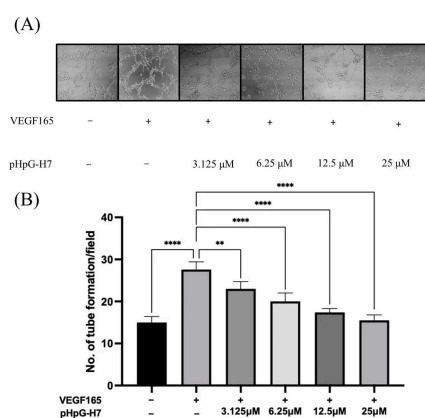 (A)
VEGF165 – + + + + +
pHpG-H7 – – 3.125 μM 6.25 μM 12.5 μM 25 μM
(B)
****
****
****
**** **
40
30
20
10
0
No. of tube formation/field
VEGF165 – + + + + +
pHpG-H7 – – 3.125μM 6.25μM 12.5μM 25μM